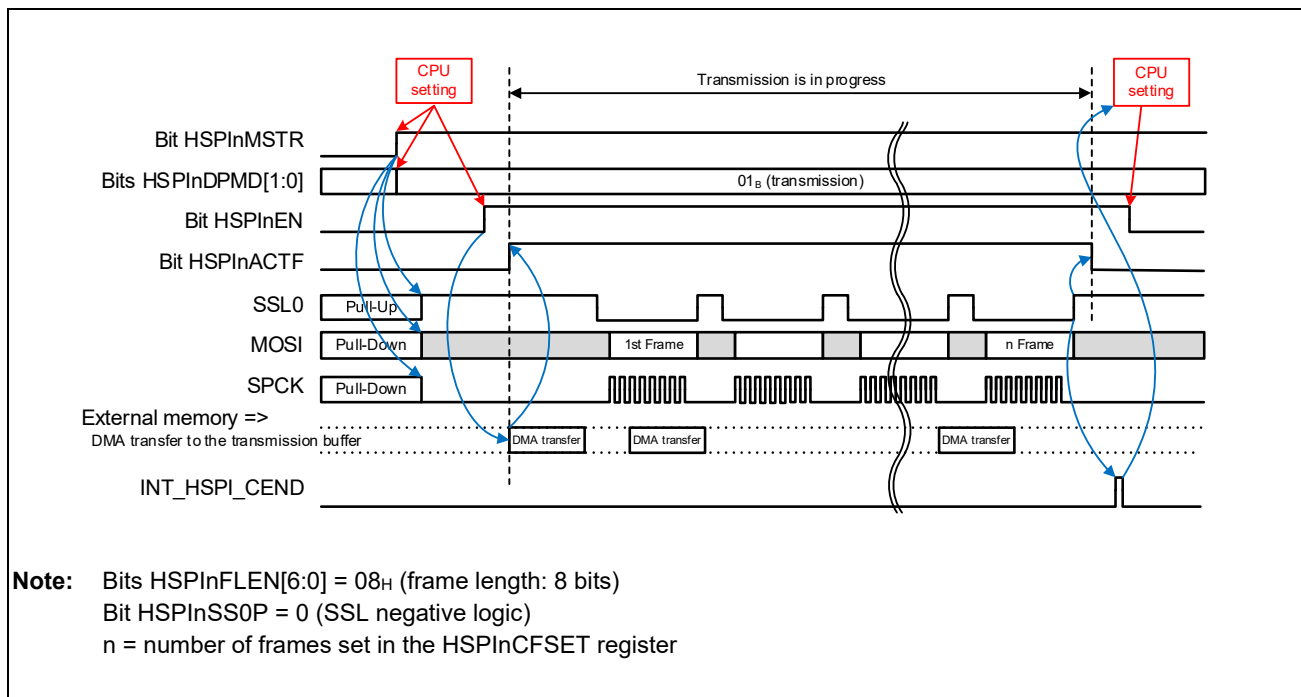 CPU
setting
Transmission is in progress
CPU
setting
Bit HSPInMSTR
Bits HSPInDPMD[1:0]
01B (transmission)
Bit HSPInEN
Bit HSPInACTF
SSL0
Pull-Up
MOSI
Pull-Down
1st Frame
n Frame
SPCK
Pull-Down
External memory =>
DMA transfer to the transmission buffer
DMA transfer
DMA transfer
DMA transfer
INT_HSPI_CEND
Note: Bits HSPInFLEN[6:0] = 08H (frame length: 8 bits)
Bit HSPInSS0P = 0 (SSL negative logic)
n = number of frames set in the HSPInCFSET register